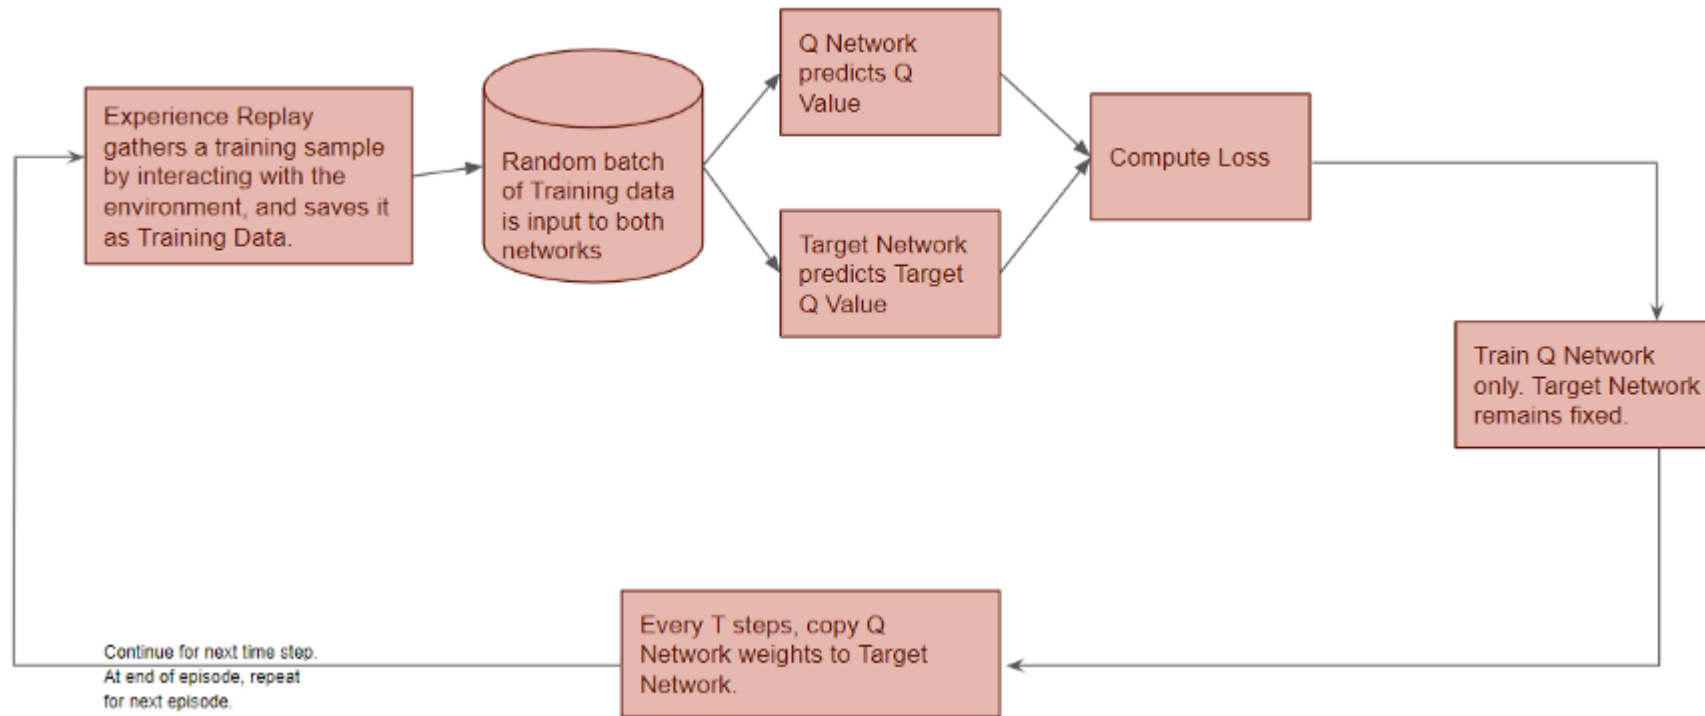 Experience Replay
gathers a training sample
by interacting with the
environment, and saves it
as Training Data.
Random batch
of Training data
is input to both
networks
Q Network
predicts Q
Value
Target Network
predicts Target
Q Value
Compute Loss
Train Q Network
only. Target Network
remains fixed.
Every T steps, copy Q
Network weights to Target
Network.
Continue for next time step.
At end of episode, repeat
for next episode.